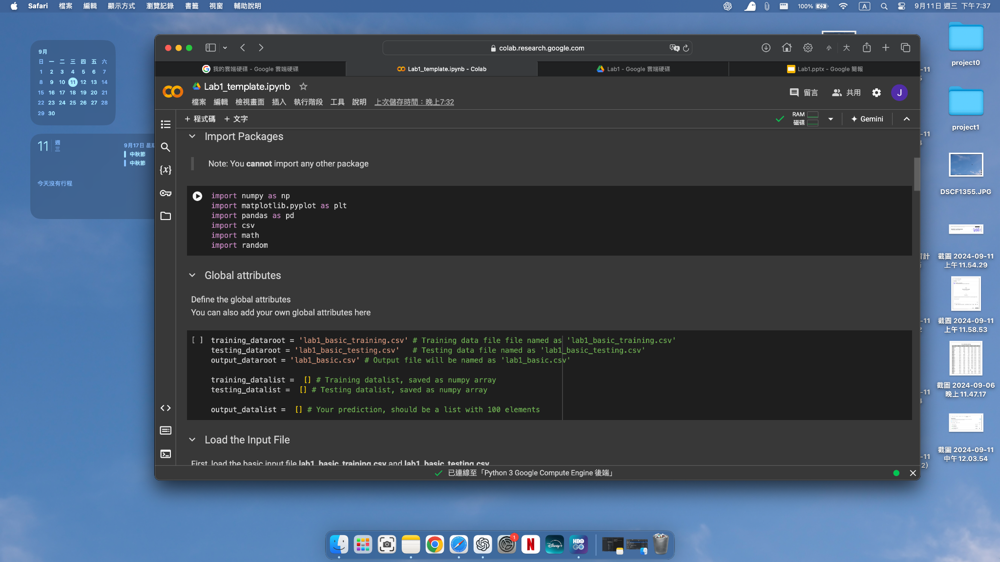 Safari 檔案 編輯 顯示方式 瀏覽記錄 書籤 視窗 輔助說明
100% A 9月11日 週三 下午7:37
9月
日 一 二 三 四 五 六
1 2 3 4 5 6 7
8 9 10 11 12 13 14
15 16 17 18 19 20 21
22 23 24 25 26 27 28
29 30
11 週三
9月17日 星期
中秋節
中秋節
今天沒有行程
colab.research.google.com
小 大
我的雲端硬碟 - Google 雲端硬碟
Lab1_template.ipynb - Colab
Lab1 - Google 雲端硬碟
Lab1.pptx - Google 簡報
Lab1_template.ipynb
留言 共用 J
檔案 編輯 檢視畫面 插入 執行階段 工具 說明 上次儲存時間：晚上7:32
+ 程式碼 + 文字
RAM
磁碟
Gemini
Import Packages
Note: You cannot import any other package
import numpy as np
import matplotlib.pyplot as plt
import pandas as pd
import csv
import math
import random
Global attributes
Define the global attributes
You can also add your own global attributes here
[ ] training_dataroot = 'lab1_basic_training.csv' # Training data file file named as 'lab1_basic_training.csv'
testing_dataroot = 'lab1_basic_testing.csv'   # Testing data file named as 'lab1_basic_testing.csv'
output_dataroot = 'lab1_basic.csv' # Output file will be named as 'lab1_basic.csv'
training_datalist =  [] # Training datalist, saved as numpy array
testing_datalist =  [] # Testing datalist, saved as numpy array
output_datalist =  [] # Your prediction, should be a list with 100 elements
Load the Input File
First, load the basic input file lab1_basic_training.csv and lab1_basic_testing.csv
已連線至「Python 3 Google Compute Engine 後端」
project0
project1
DSCF1355.JPG
截圖 2024-09-11
上午11.54.29
截圖 2024-09-11
上午11.58.53
截圖 2024-09-06
晚上11.47.17
截圖 2024-09-11
中午12.03.54
-11
-11
-11
-11
-11
2)
1
N
Disney+
HBO
GO